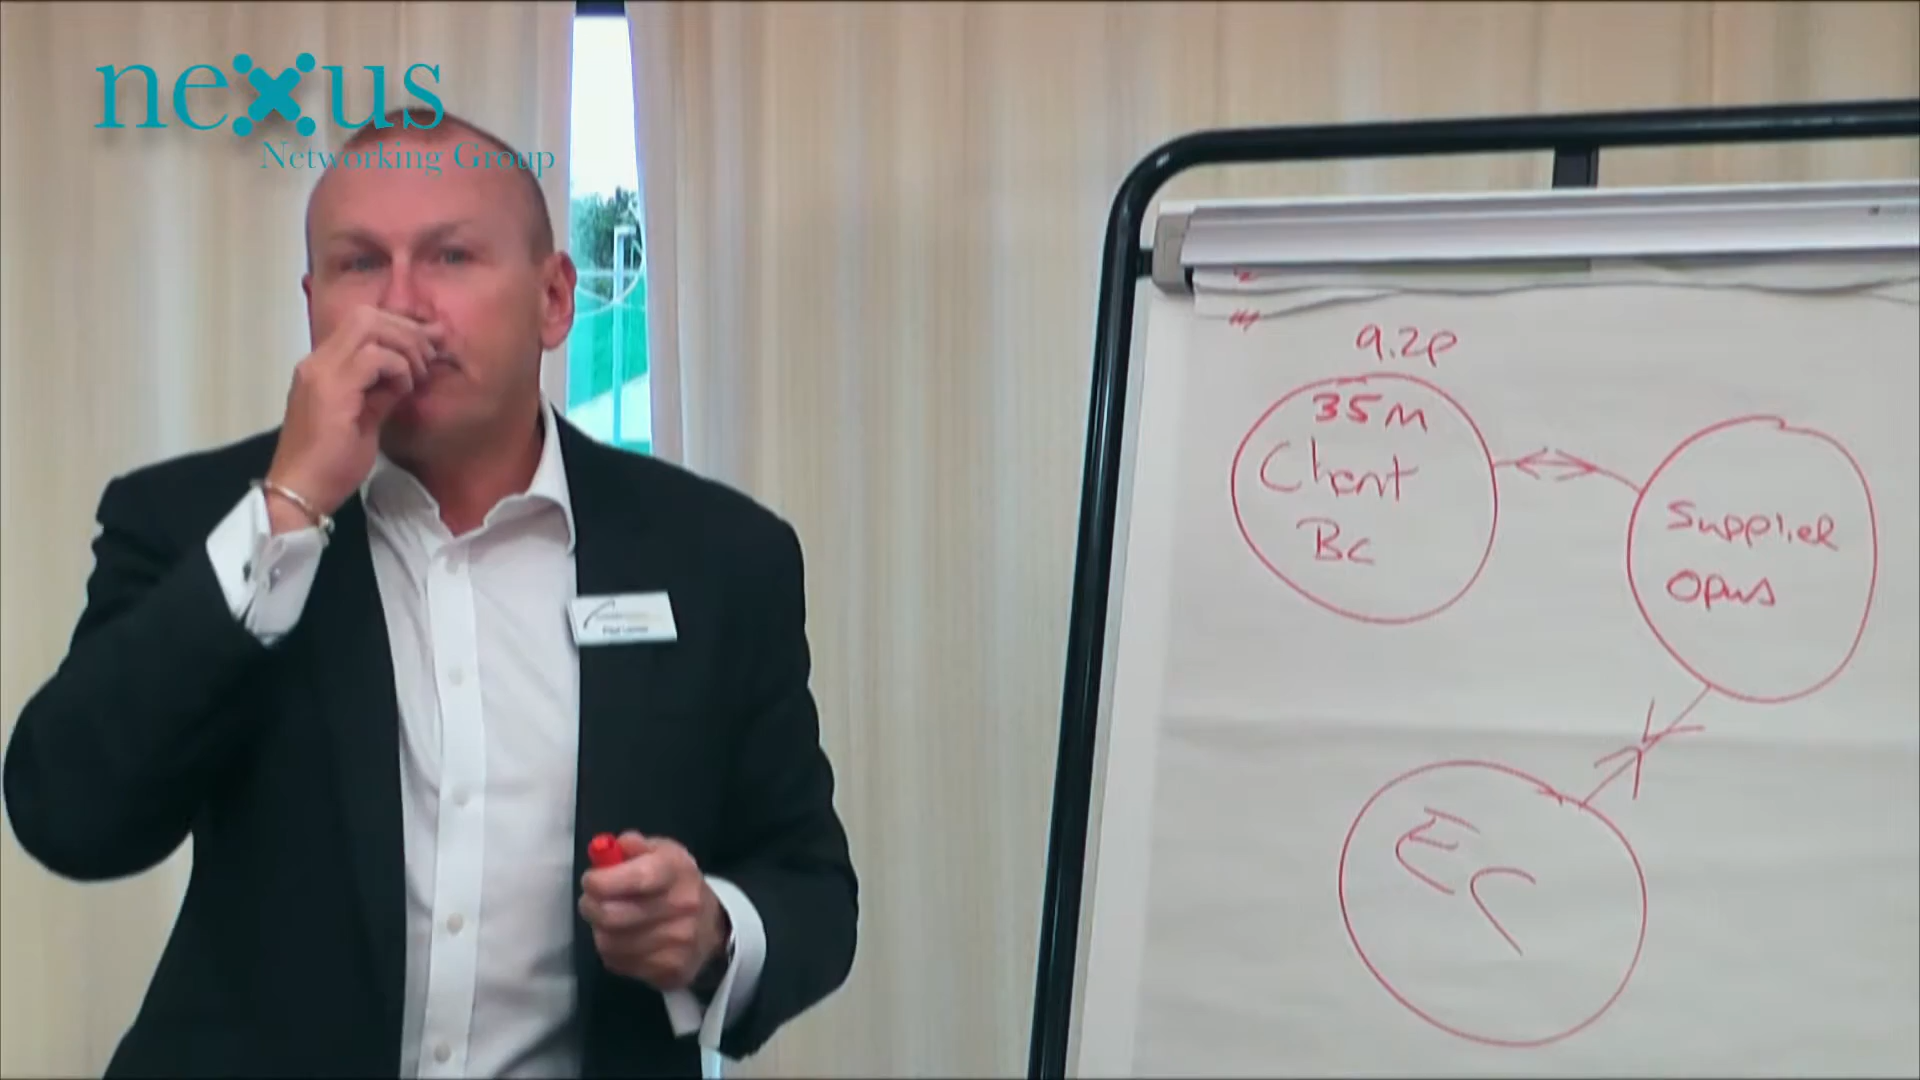 nexus
Networking Group
9.2p
35M
Client
BC
Supplier
Opus
EC